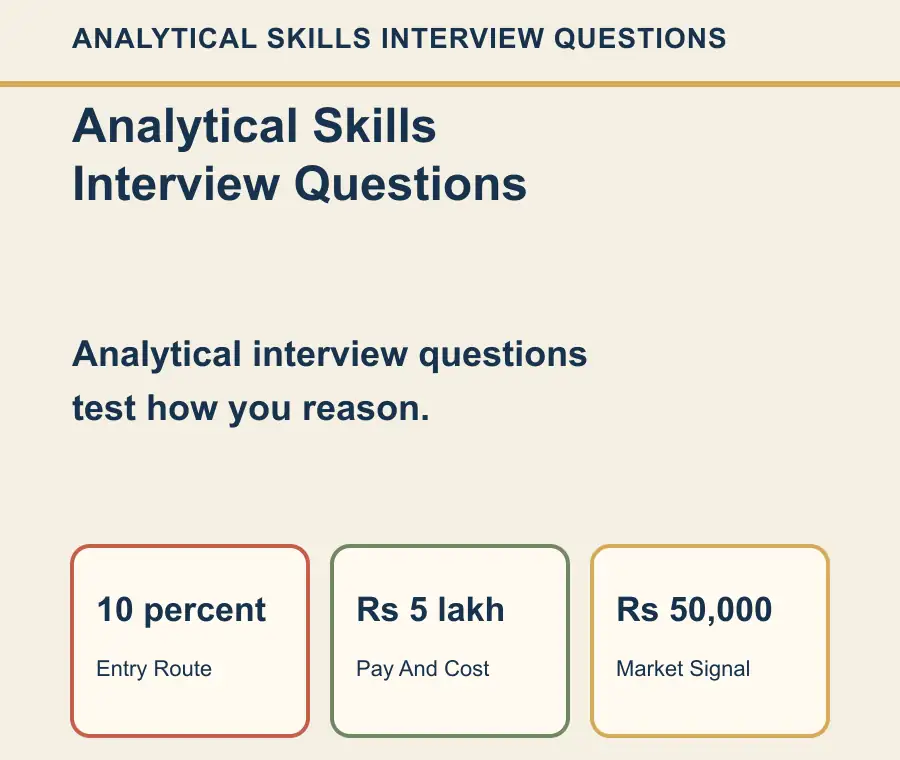 ANALYTICAL SKILLS INTERVIEW QUESTIONS
Analytical Skills
Interview Questions
Analytical interview questions
test how you reason.
10 percent
Entry Route
Rs 5 lakh
Pay And Cost
Rs 50,000
Market Signal